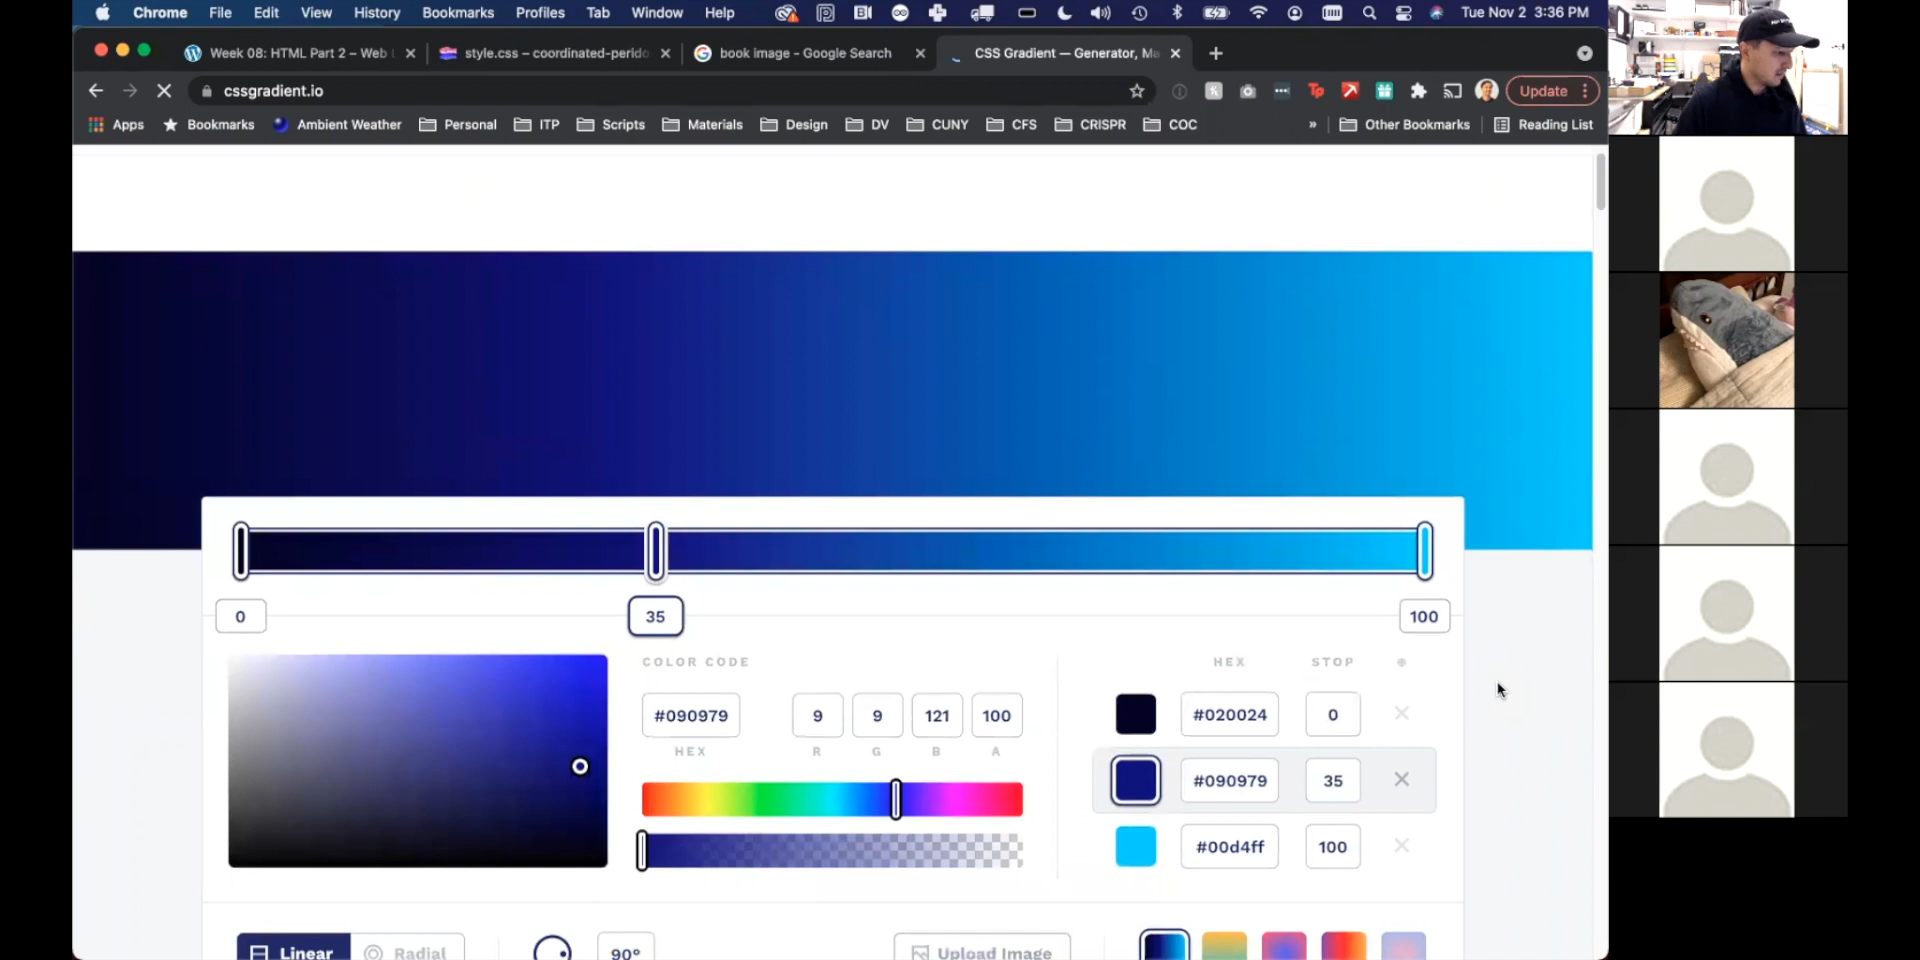 Chrome File Edit View History Bookmarks Profiles Tab Window Help Tue Nov 2 3:36 PM
Week 08: HTML Part 2 – Web style.css – coordinated-perido book image - Google Search CSS Gradient — Generator, Ma
cssgradient.io Update
Apps Bookmarks Ambient Weather Personal ITP Scripts Materials Design DV CUNY CFS CRISPR COC » Other Bookmarks Reading List
0 35 100
COLOR CODE HEX STOP
#090979 9 9 121 100 #020024 0
HEX R G B A
#090979 35
#00d4ff 100
Linear Radial 90° Upload Image